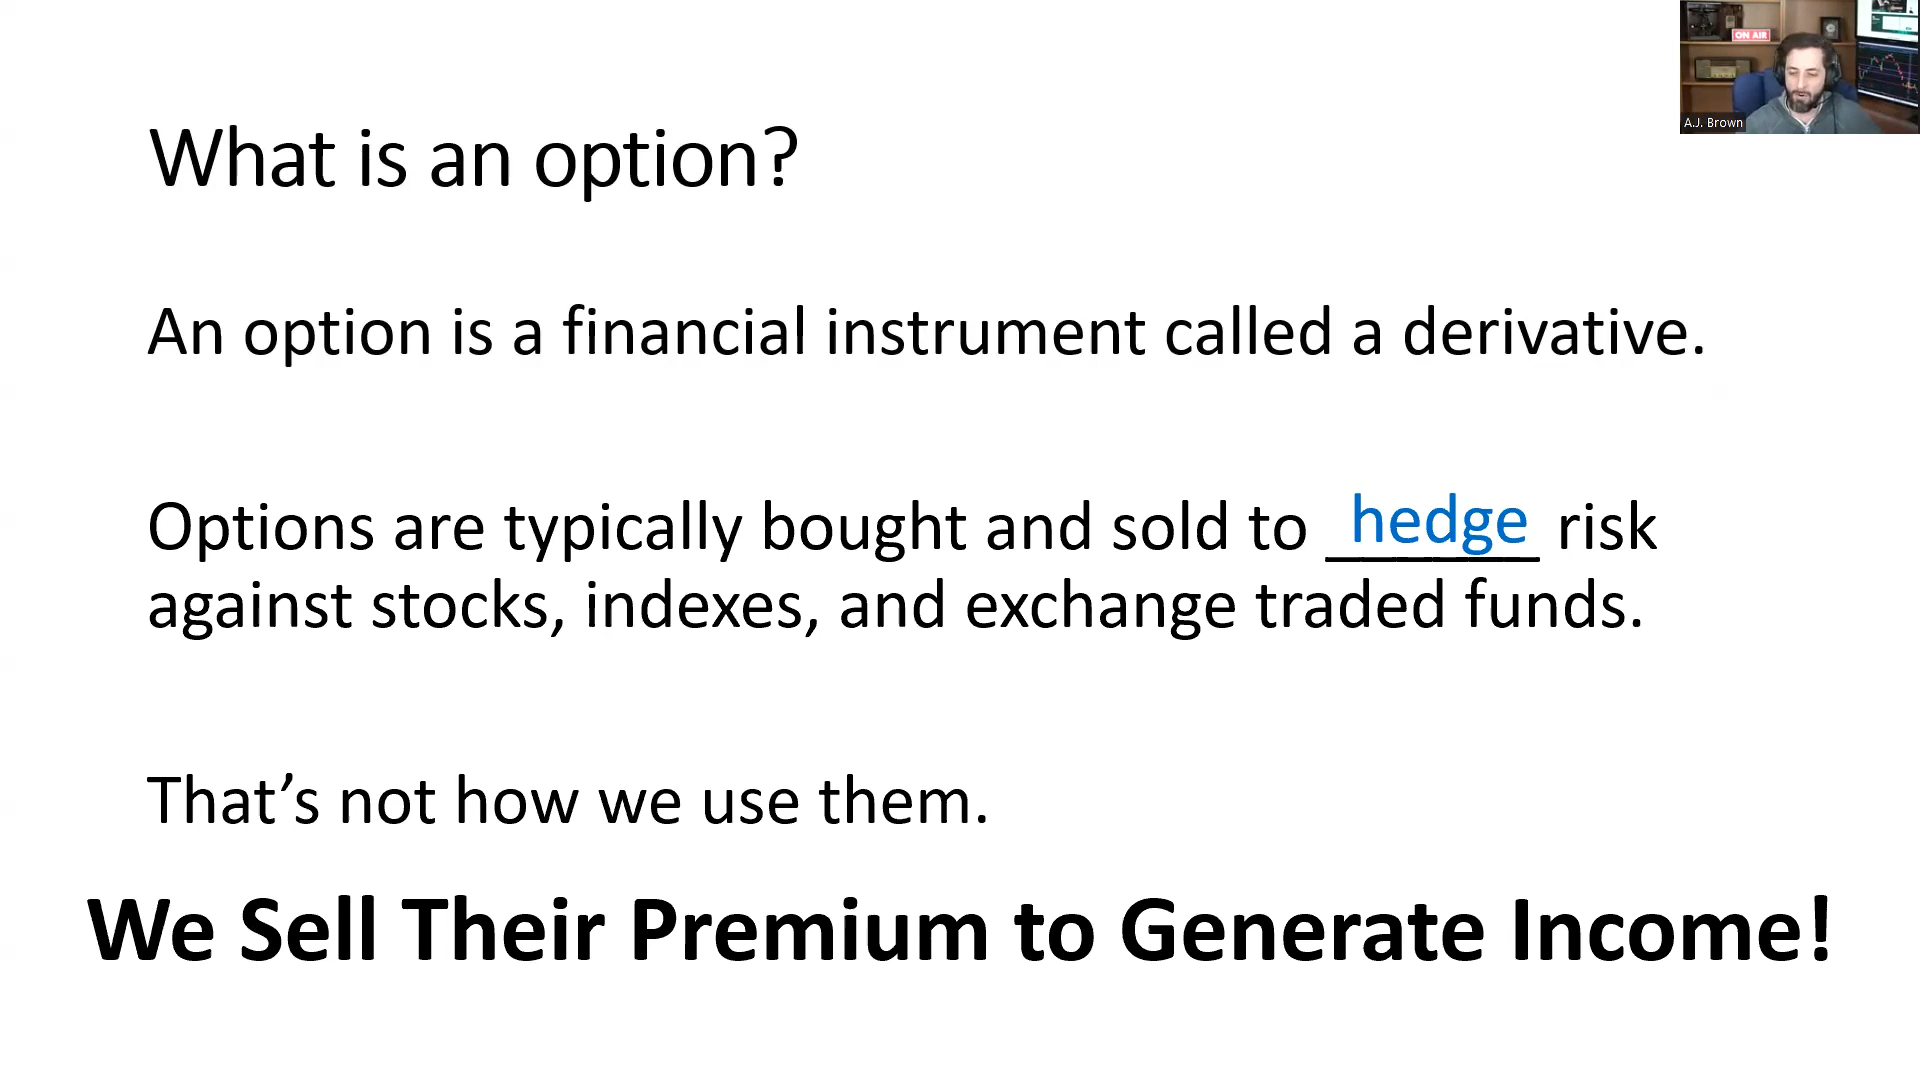 ON AIR
A.J. Brown
What is an option?
An option is a financial instrument called a derivative.
Options are typically bought and sold to hedge risk
against stocks, indexes, and exchange traded funds.
That’s not how we use them.
We Sell Their Premium to Generate Income!